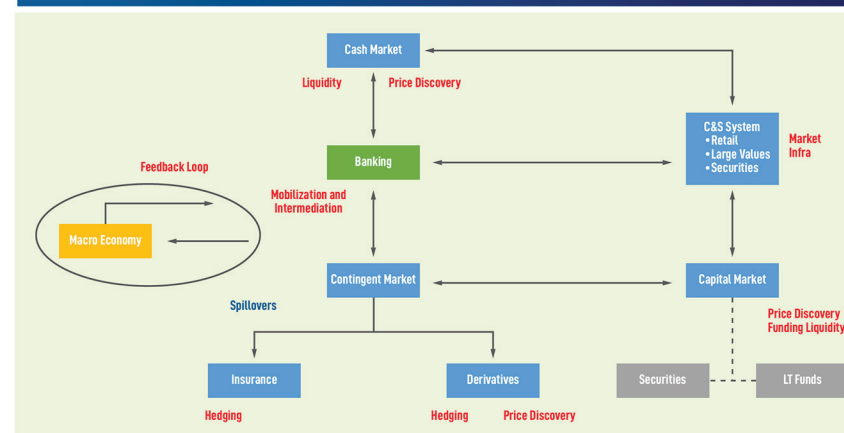 Cash Market
Liquidity
Price Discovery
C&S System
•Retail
•Large Values
•Securities
Market
Infra
Feedback Loop
Banking
Mobilization and
Intermediation
Macro Economy
Contingent Market
Capital Market
Spillovers
Price Discovery
Funding Liquidity
Insurance
Derivatives
Securities
LT Funds
Hedging
Hedging
Price Discovery